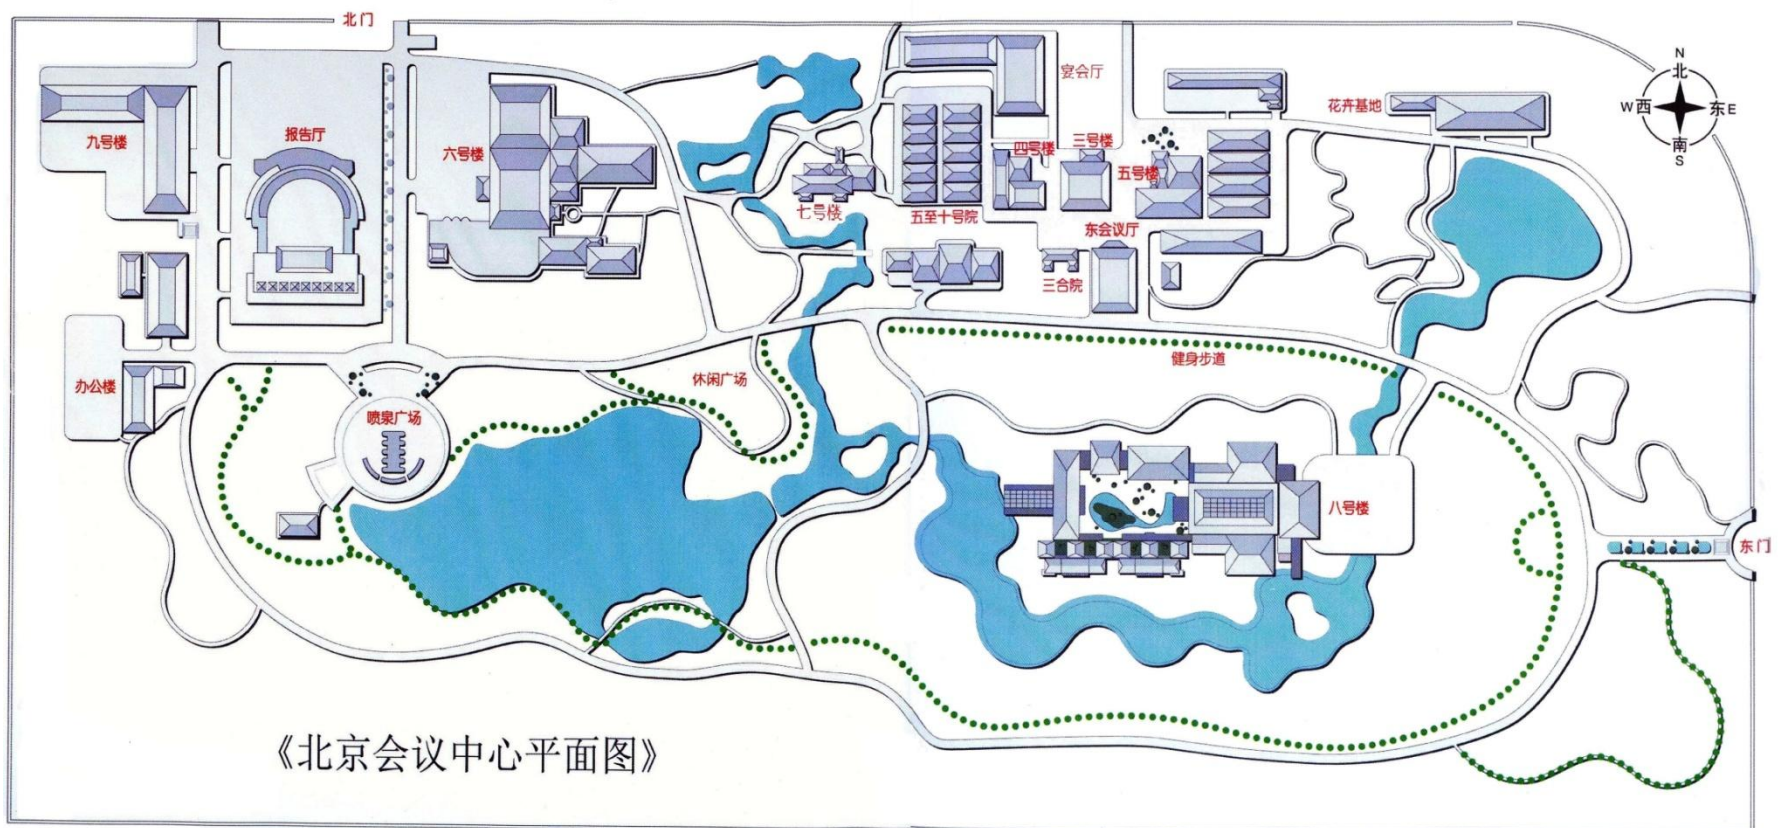 北门
N
北
W西 东E
南
S
宴会厅
花卉基地
九号楼
报告厅
六号楼
四号楼
三号楼
五号楼
七号楼
五至十号院
东会议厅
三合院
办公楼
休闲广场
健身步道
喷泉广场
八号楼
东门
《北京会议中心平面图》